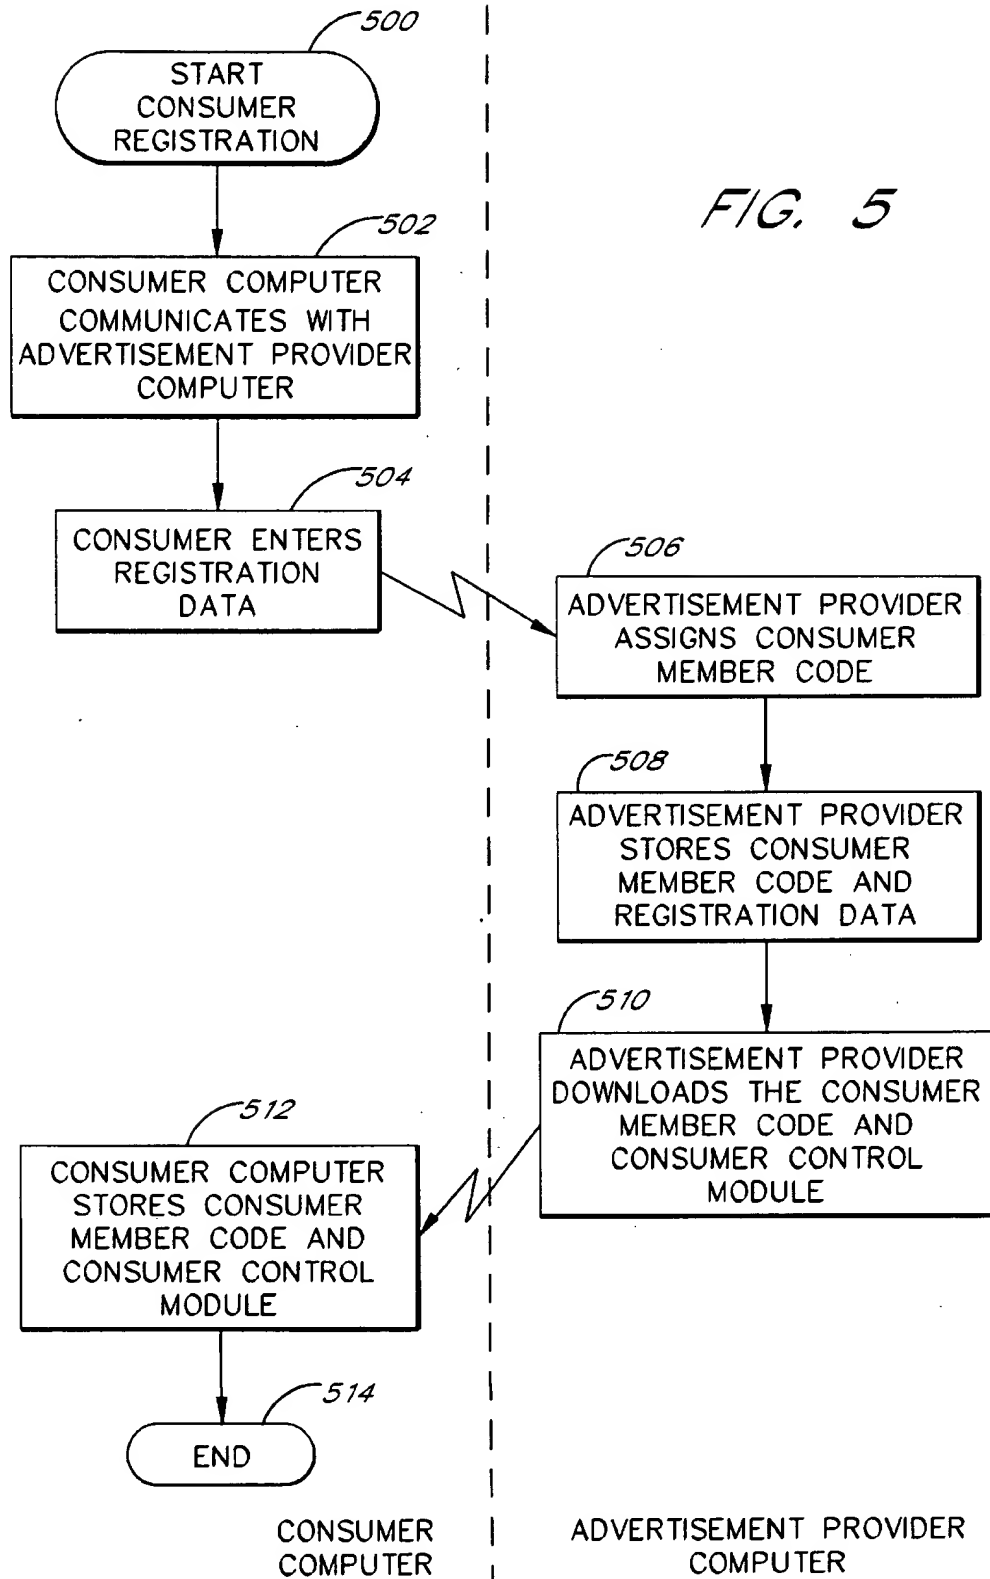 500
START
CONSUMER
REGISTRATION
FIG. 5
502
CONSUMER COMPUTER
COMMUNICATES WITH
ADVERTISEMENT PROVIDER
COMPUTER
504
CONSUMER ENTERS
REGISTRATION
DATA
506
ADVERTISEMENT PROVIDER
ASSIGNS CONSUMER
MEMBER CODE
508
ADVERTISEMENT PROVIDER
STORES CONSUMER
MEMBER CODE AND
REGISTRATION DATA
510
ADVERTISEMENT PROVIDER
DOWNLOADS THE CONSUMER
MEMBER CODE AND
CONSUMER CONTROL
MODULE
512
CONSUMER COMPUTER
STORES CONSUMER
MEMBER CODE AND
CONSUMER CONTROL
MODULE
514
END
CONSUMER
COMPUTER
ADVERTISEMENT PROVIDER
COMPUTER